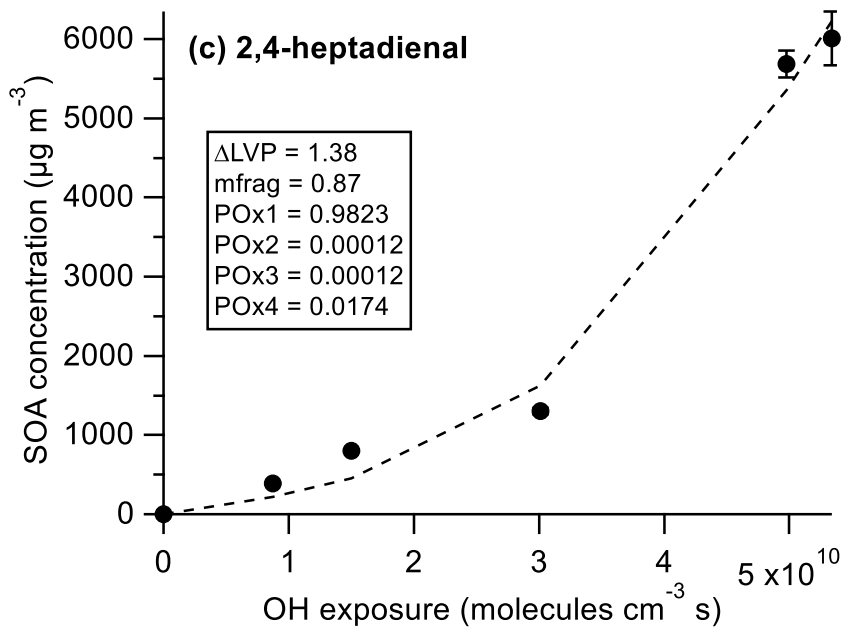 (c) 2,4-heptadienal
ΔLVP = 1.38
mfrag = 0.87
POx1 = 0.9823
POx2 = 0.00012
POx3 = 0.00012
POx4 = 0.0174
SOA concentration (µg m⁻³)
6000
5000
4000
3000
2000
1000
0
0 1 2 3 4 5 x10¹⁰
OH exposure (molecules cm⁻³ s)